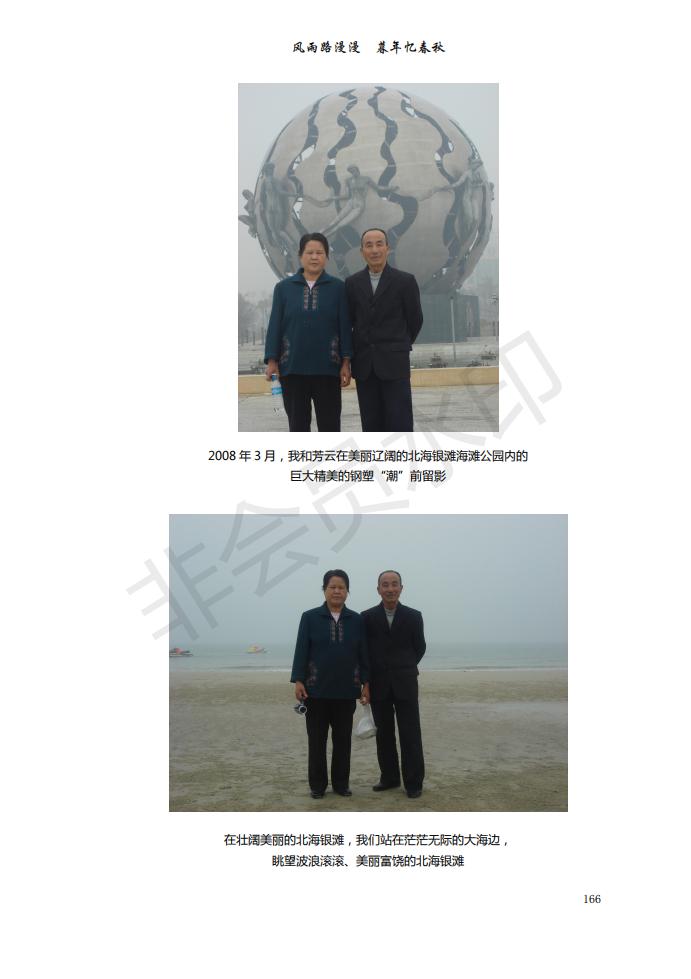 风雨路漫漫 暮年忆春秋
2008 年 3 月，我和芳云在美丽辽阔的北海银滩海滩公园内的
巨大精美的钢塑“潮”前留影
非会员水印
在壮阔美丽的北海银滩，我们站在茫茫无际的大海边，
眺望波浪滚滚、美丽富饶的北海银滩
166